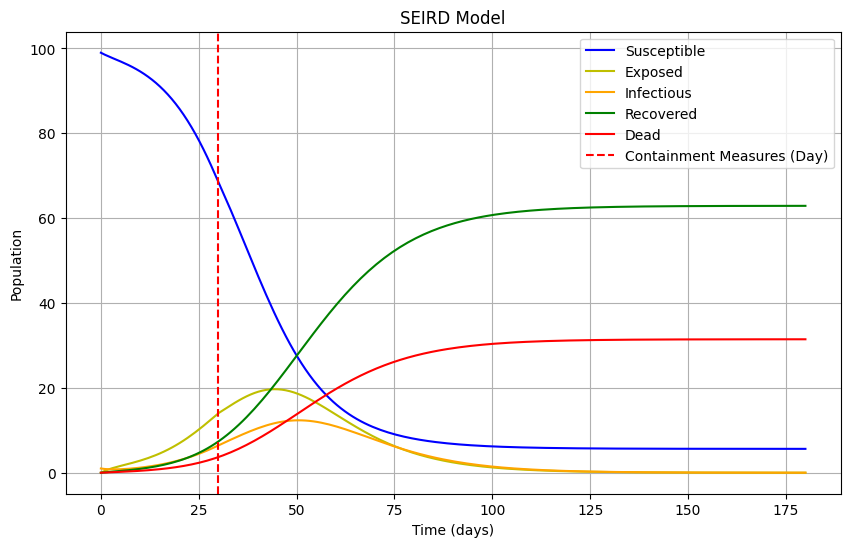 SEIRD Model
Susceptible
Exposed
Infectious
Recovered
Dead
Containment Measures (Day)
Population
100
80
60
40
20
0
0 25 50 75 100 125 150 175
Time (days)